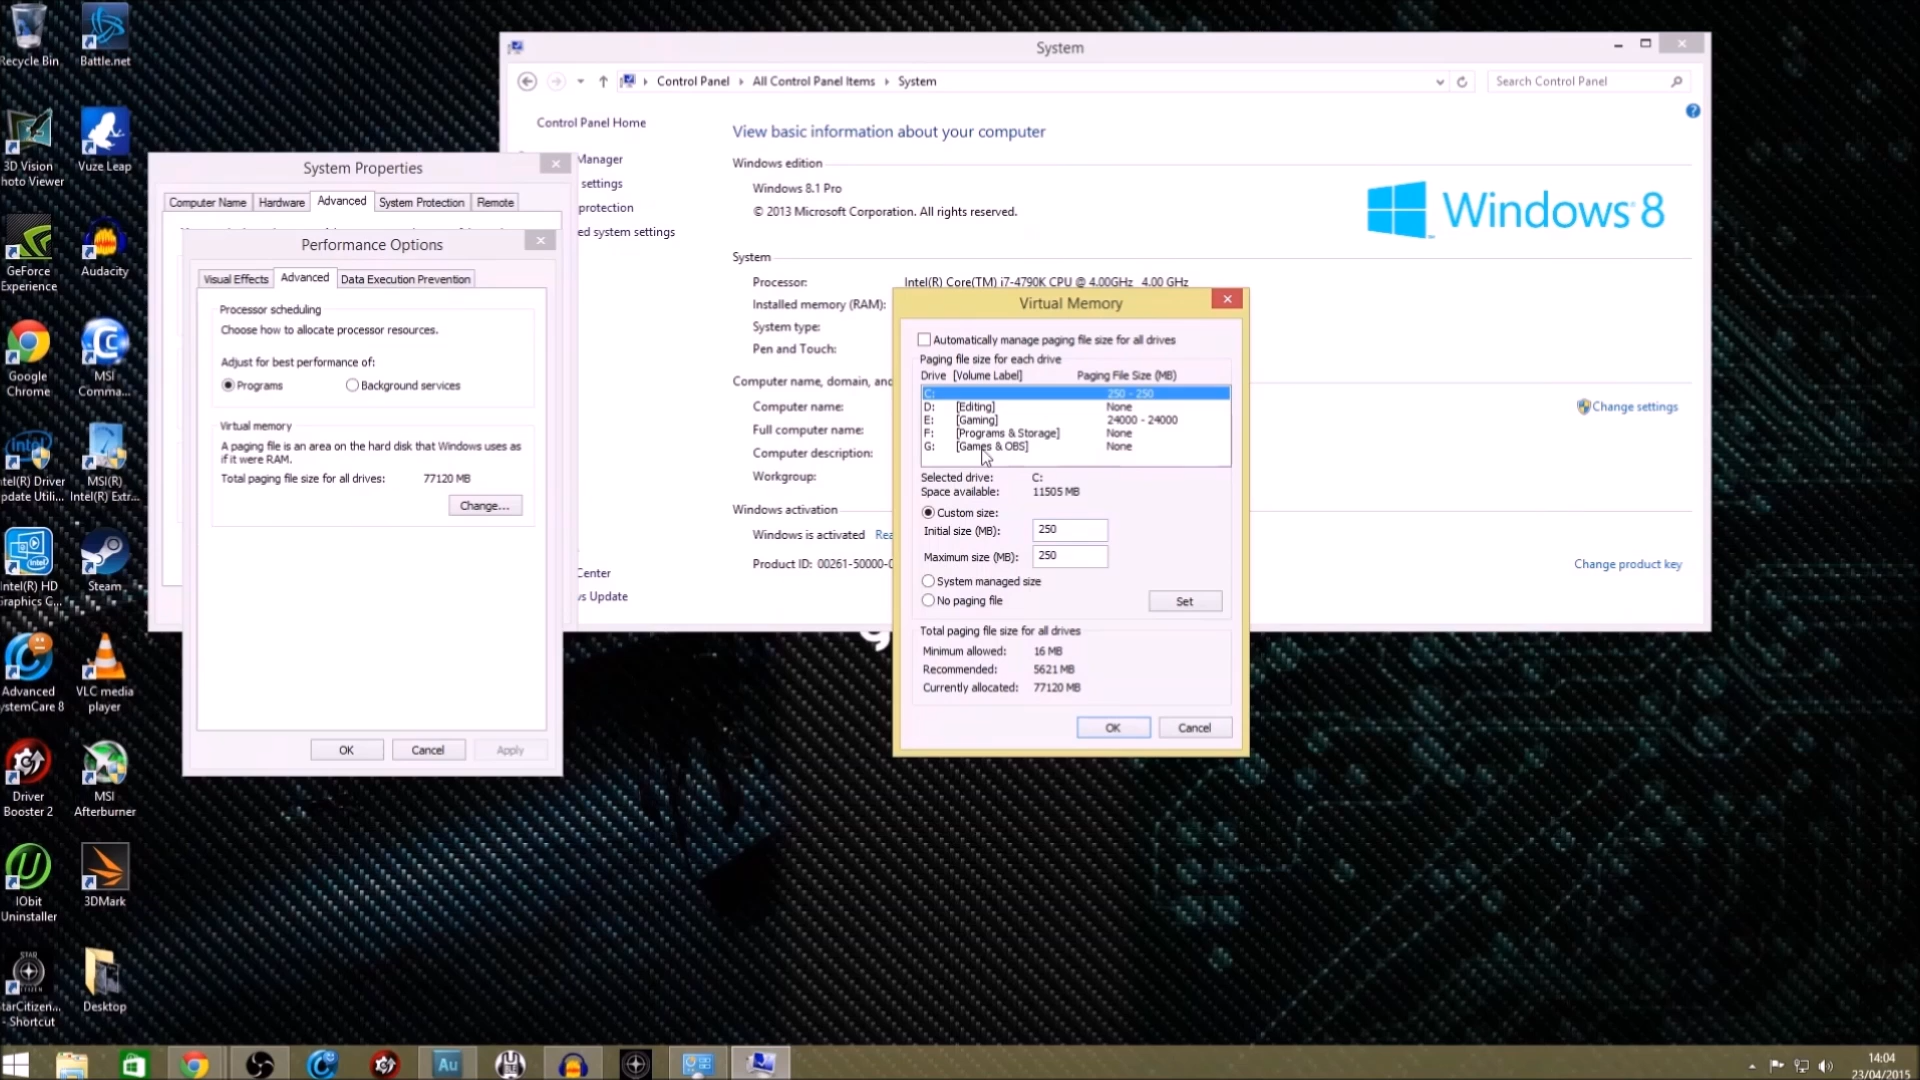 Recycle Bin
Battle.net
3D Vision
hoto Viewer
Vuze Leap
GeForce
Experience
Audacity
Google
Chrome
MSI
Comma...
ntel(R) Driver
pdate Utili...
MSI(R)
Intel(R) Extr...
Intel(R) HD
Graphics C...
Steam
Advanced
ystemCare 8
VLC media
player
Driver
Booster 2
MSI
Afterburner
IObit
Uninstaller
3DMark
STAR
CITIZEN
tarCitizen...
- Shortcut
Desktop
System
Control Panel
All Control Panel Items
System
Search Control Panel
Control Panel Home
Manager
settings
protection
ed system settings
Center
ws Update
View basic information about your computer
Windows edition
Windows 8.1 Pro
© 2013 Microsoft Corporation. All rights reserved.
Windows 8
System
Processor:
Intel(R) Core(TM) i7-4790K CPU @ 4.00GHz 4.00 GHz
Installed memory (RAM):
System type:
Pen and Touch:
Computer name, domain, and
Computer name:
Full computer name:
Computer description:
Workgroup:
Change settings
Windows activation
Windows is activated Rea
Product ID: 00261-50000-0
Change product key
System Properties
Computer Name
Hardware
Advanced
System Protection
Remote
Performance Options
Visual Effects
Advanced
Data Execution Prevention
Processor scheduling
Choose how to allocate processor resources.
Adjust for best performance of:
Programs
Background services
Virtual memory
A paging file is an area on the hard disk that Windows uses as
if it were RAM.
Total paging file size for all drives: 77120 MB
Change...
OK
Cancel
Apply
Virtual Memory
Automatically manage paging file size for all drives
Paging file size for each drive
Drive [Volume Label] Paging File Size (MB)
C: 250 - 250
D: [Editing] None
E: [Gaming] 24000 - 24000
F: [Programs & Storage] None
G: [Games & OBS] None
Selected drive: C:
Space available: 11505 MB
Custom size:
Initial size (MB): 250
Maximum size (MB): 250
System managed size
No paging file
Set
Total paging file size for all drives
Minimum allowed: 16 MB
Recommended: 5621 MB
Currently allocated: 77120 MB
OK
Cancel
Au
14:04
23/04/2015